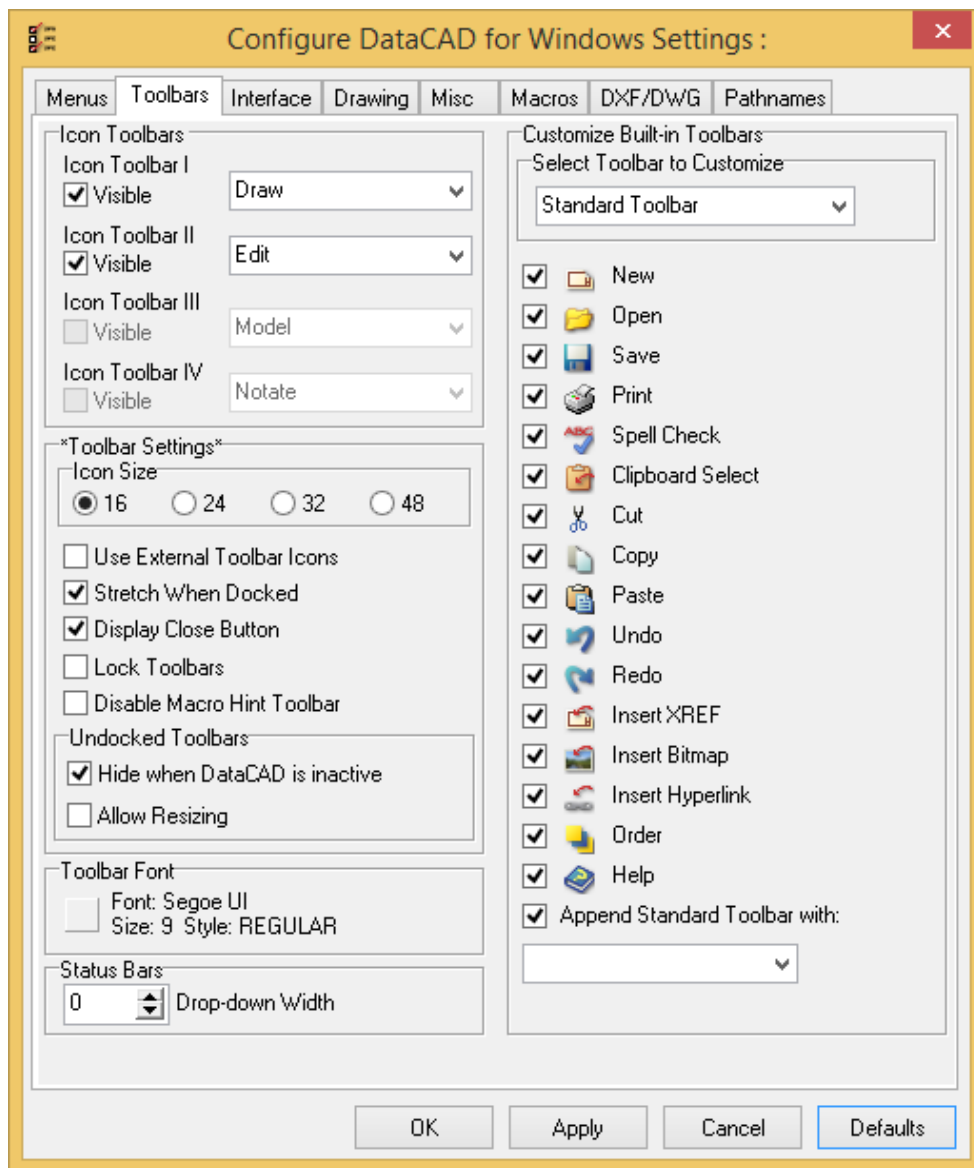 Configure DataCAD for Windows Settings :
Menus Toolbars Interface Drawing Misc Macros DXF/DWG Pathnames
Icon Toolbars
Icon Toolbar I
Visible
Draw
Icon Toolbar II
Visible
Edit
Icon Toolbar III
Visible
Model
Icon Toolbar IV
Visible
Notate
*Toolbar Settings*
Icon Size
16 24 32 48
Use External Toolbar Icons
Stretch When Docked
Display Close Button
Lock Toolbars
Disable Macro Hint Toolbar
Undocked Toolbars
Hide when DataCAD is inactive
Allow Resizing
Toolbar Font
Font: Segoe UI
Size: 9 Style: REGULAR
Status Bars
0 Drop-down Width
Customize Built-in Toolbars
Select Toolbar to Customize
Standard Toolbar
New
Open
Save
Print
ABC Spell Check
Clipboard Select
Cut
Copy
Paste
Undo
Redo
Insert XREF
Insert Bitmap
Insert Hyperlink
Order
Help
Append Standard Toolbar with:
OK Apply Cancel Defaults